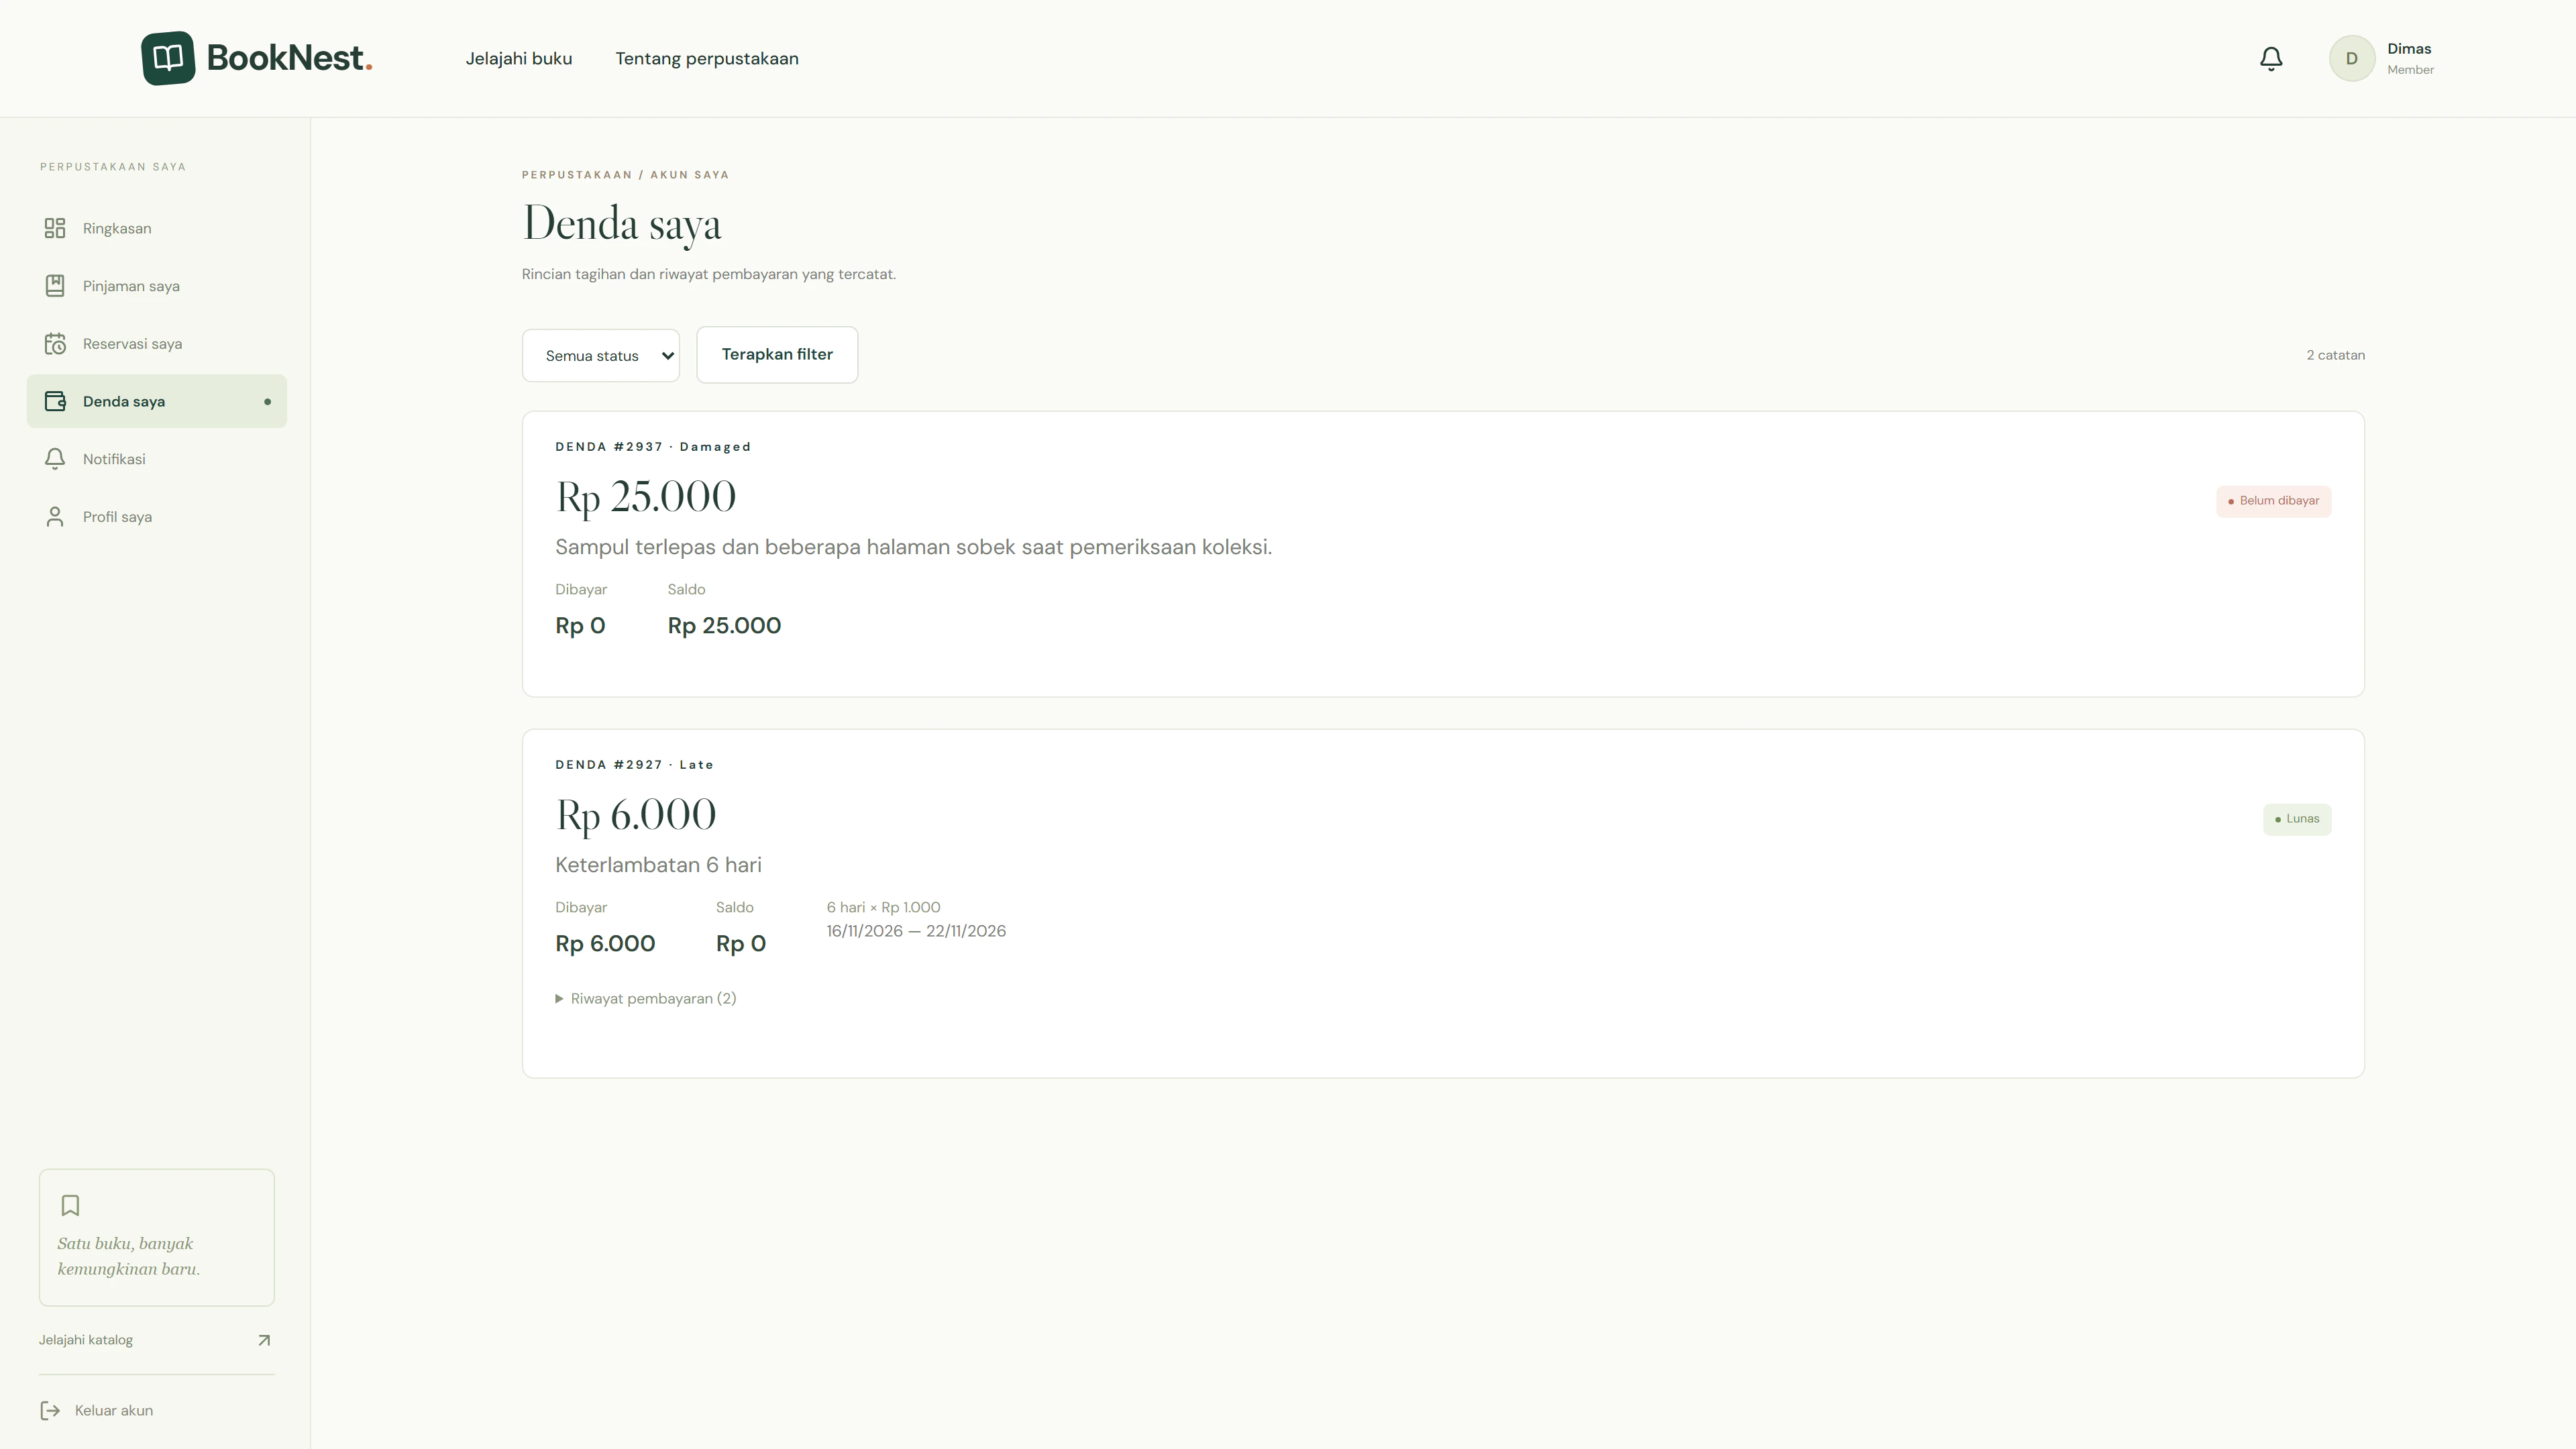 BookNest.
Jelajahi buku
Tentang perpustakaan
D
Dimas
Member
PERPUSTAKAAN SAYA
Ringkasan
Pinjaman saya
Reservasi saya
Denda saya
Notifikasi
Profil saya
Satu buku, banyak
kemungkinan baru.
Jelajahi katalog
Keluar akun
PERPUSTAKAAN / AKUN SAYA
Denda saya
Rincian tagihan dan riwayat pembayaran yang tercatat.
Semua status
Terapkan filter
2 catatan
DENDA #2937 · Damaged
Rp 25.000
Belum dibayar
Sampul terlepas dan beberapa halaman sobek saat pemeriksaan koleksi.
Dibayar Saldo
Rp 0 Rp 25.000
DENDA #2927 · Late
Rp 6.000
Lunas
Keterlambatan 6 hari
Dibayar Saldo 6 hari × Rp 1.000
16/11/2026 — 22/11/2026
Rp 6.000 Rp 0
Riwayat pembayaran (2)